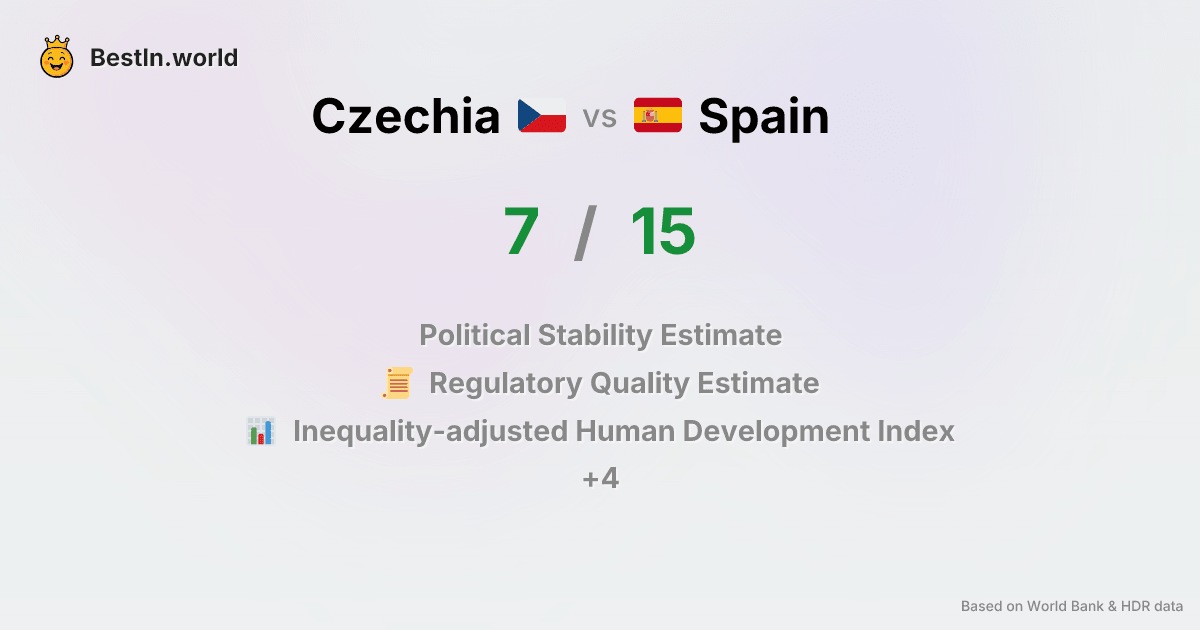 BestIn.world
Czechia vs Spain
7 / 15
Political Stability Estimate
Regulatory Quality Estimate
Inequality-adjusted Human Development Index
+4
Based on World Bank & HDR data